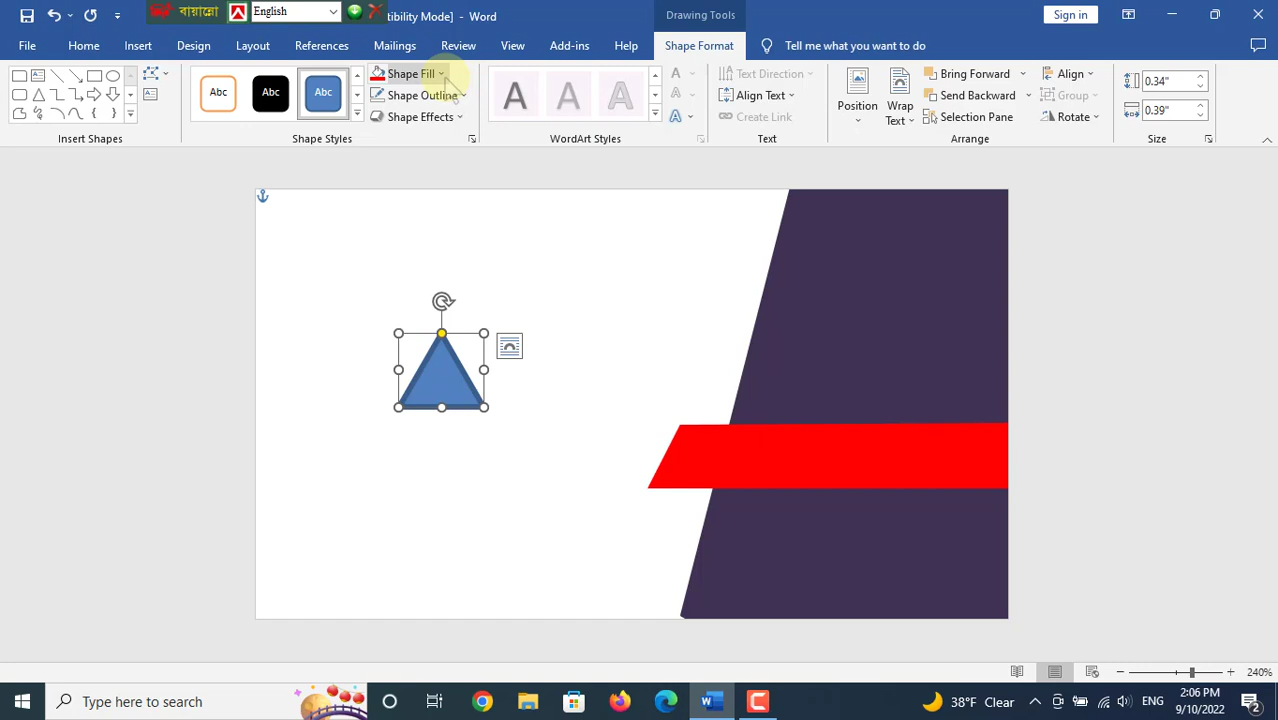 বায়ান্নো English tibility Mode] - Word Drawing Tools Sign in
File Home Insert Design Layout References Mailings Review View Add-ins Help Shape Format Tell me what you want to do
Abc Abc Abc
Shape Fill
Shape Outline
Shape Effects
A A A
Text Direction
Align Text
Create Link
Position
Wrap Text
Bring Forward
Send Backward
Selection Pane
Align
Group
Rotate
0.34"
0.39"
Insert Shapes Shape Styles WordArt Styles Text Arrange Size
240%
Type here to search
38°F Clear ENG
2:06 PM
9/10/2022
2